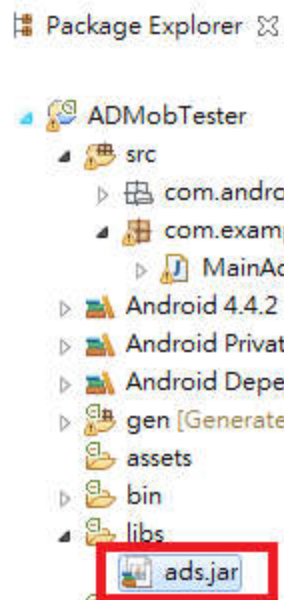 Package Explorer
ADMobTester
src
com.andro
com.exam
MainAc
Android 4.4.2
Android Privat
Android Depe
gen [Generate
assets
bin
libs
ads.jar